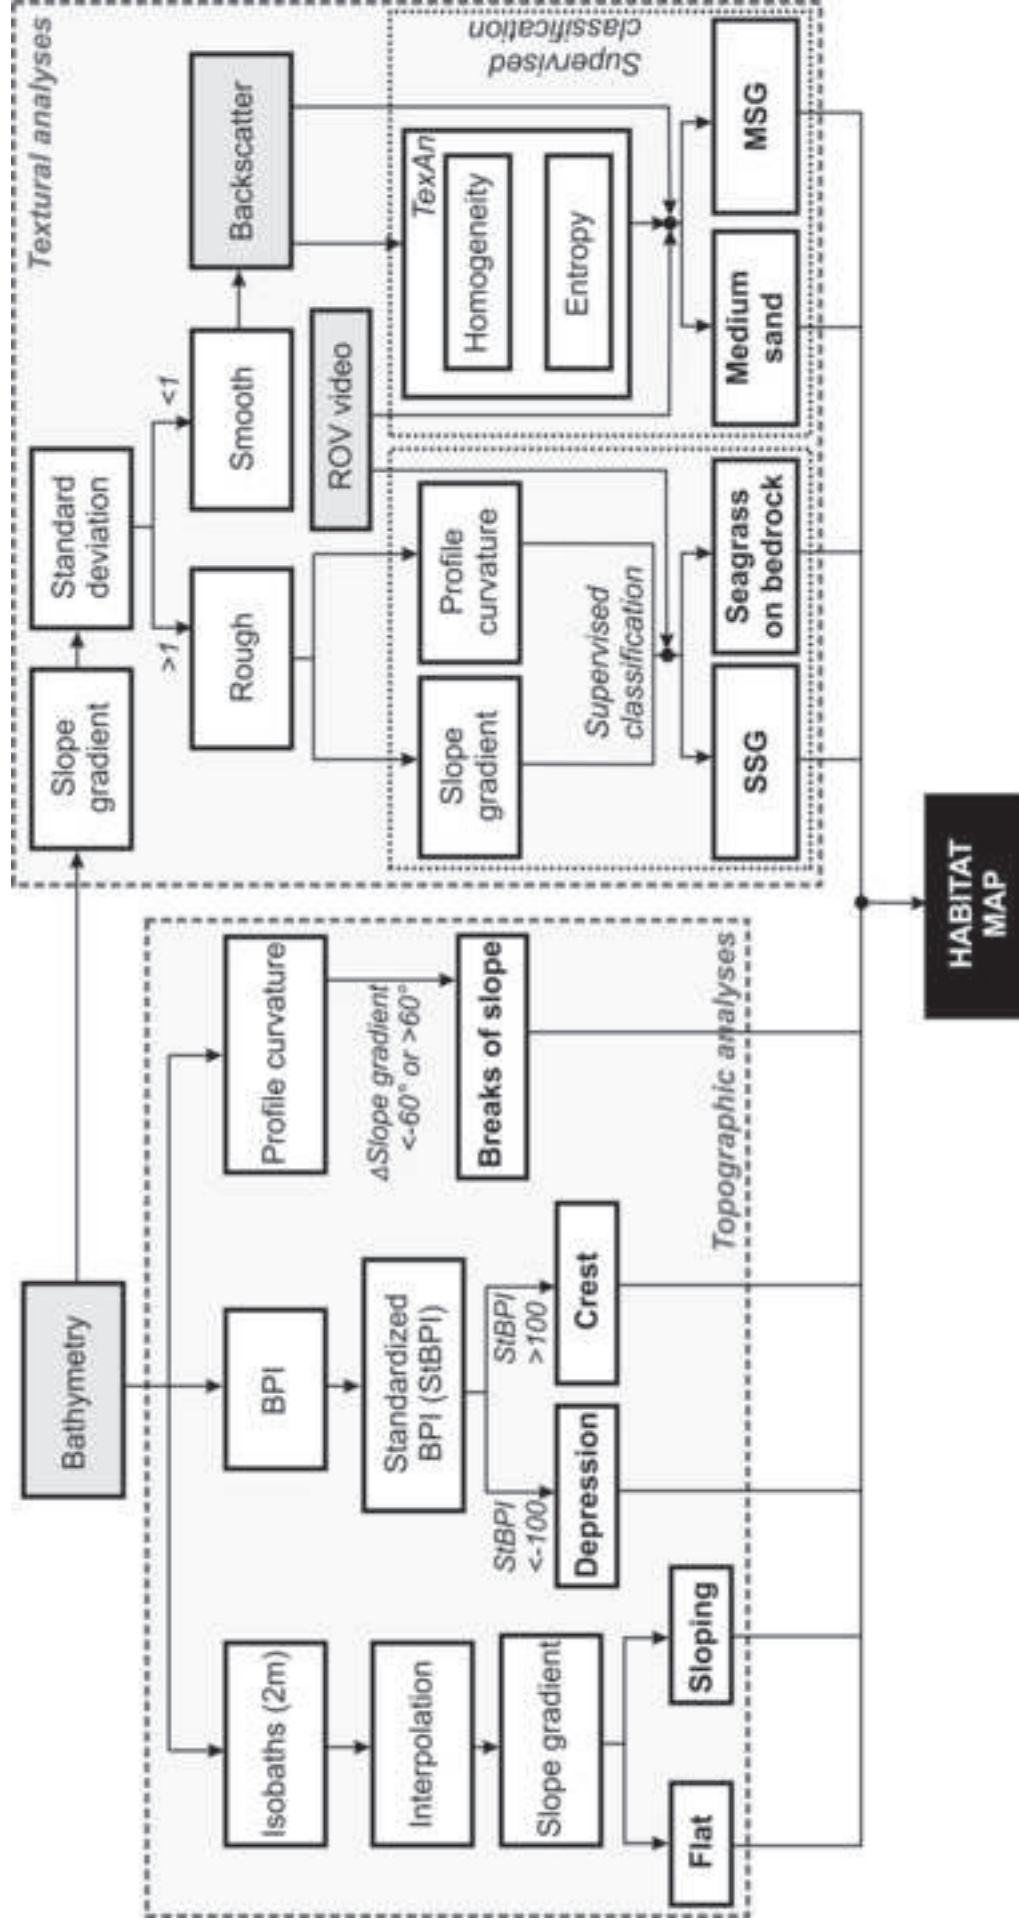 Bathymetry
Isobaths (2m)
Interpolation
Slope gradient
Flat
Sloping
BPI
Standardized
BPI (StBPI)
StBPI
<-100
StBPI
>100
Depression
Crest
Profile curvature
ΔSlope gradient
<-60° or >60°
Breaks of slope
Topographic analyses
Textural analyses
Slope
gradient
Standard
deviation
>1
<1
Rough
Smooth
Backscatter
ROV video
Slope
gradient
Profile
curvature
Supervised
classification
SSG
Seagrass
on bedrock
TexAn
Homogeneity
Entropy
Supervised
classification
Medium
sand
MSG
HABITAT
MAP